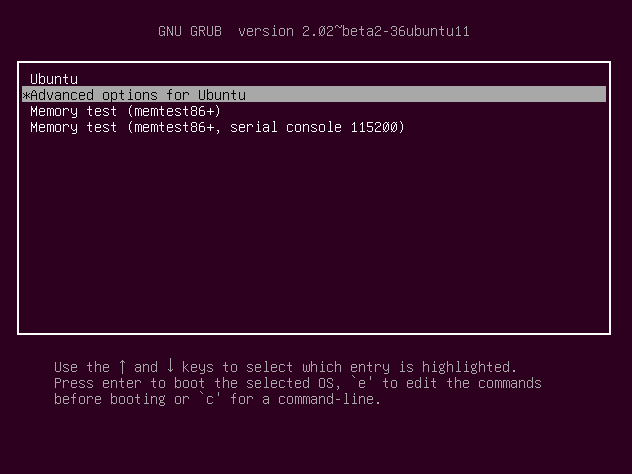 GNU GRUB  version 2.02~beta2-36ubuntu11
Ubuntu
*Advanced options for Ubuntu
Memory test (memtest86+)
Memory test (memtest86+, serial console 115200)
Use the ↑ and ↓ keys to select which entry is highlighted.
Press enter to boot the selected OS, `e' to edit the commands
before booting or `c' for a command-line.